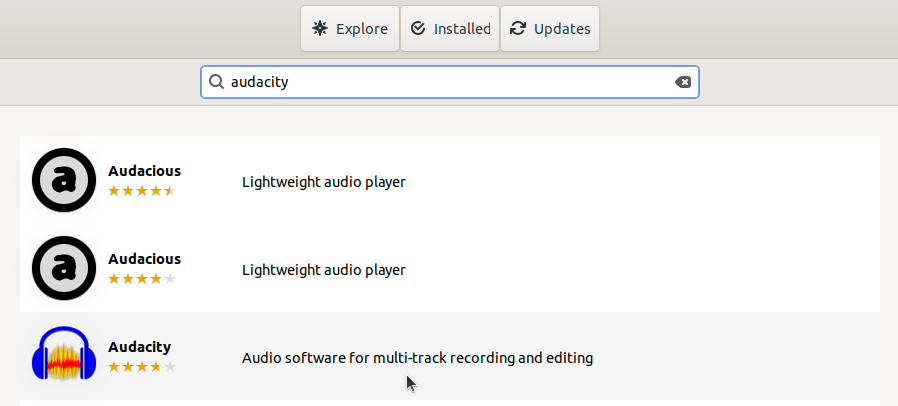 Explore Installed Updates
audacity
Audacious
Lightweight audio player
Audacious
Lightweight audio player
Audacity
Audio software for multi-track recording and editing